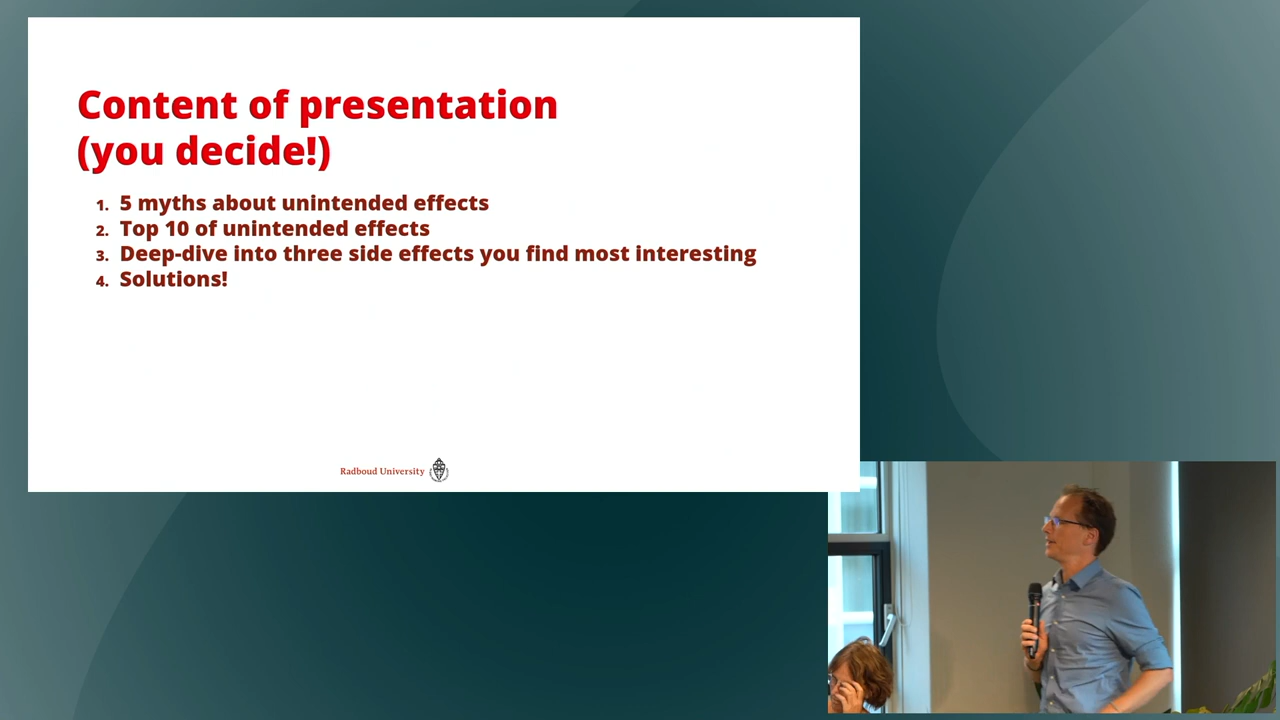 Content of presentation
(you decide!)
1. 5 myths about unintended effects
2. Top 10 of unintended effects
3. Deep-dive into three side effects you find most interesting
4. Solutions!
Radboud University